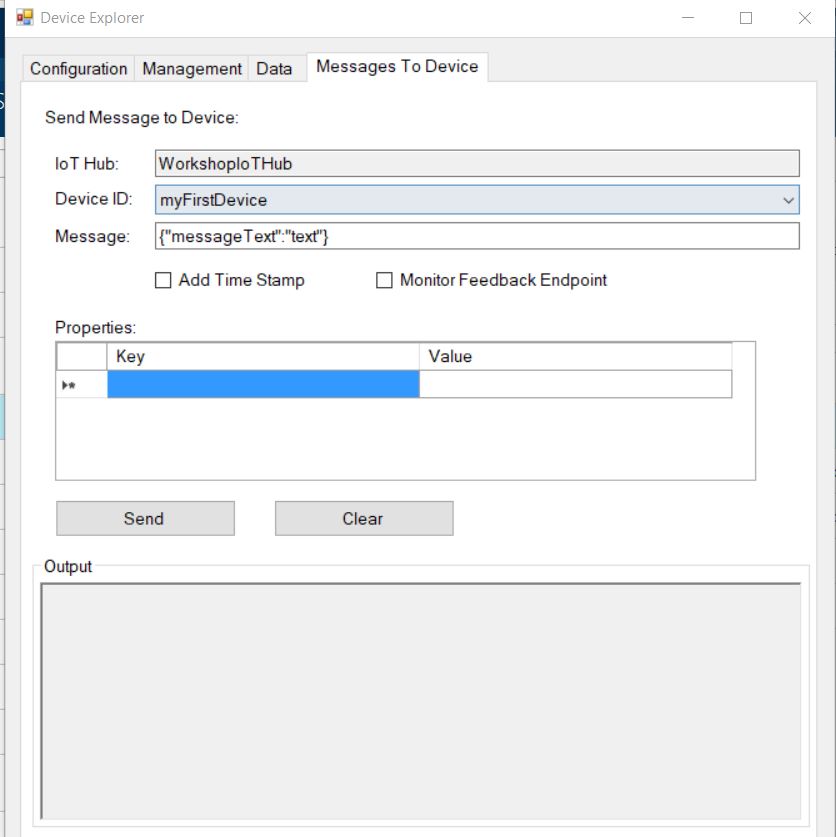 Device Explorer
Configuration Management Data Messages To Device
Send Message to Device:
IoT Hub: WorkshopIoTHub
Device ID: myFirstDevice
Message: {"messageText":"text"}
Add Time Stamp Monitor Feedback Endpoint
Properties:
Key Value
Send Clear
Output